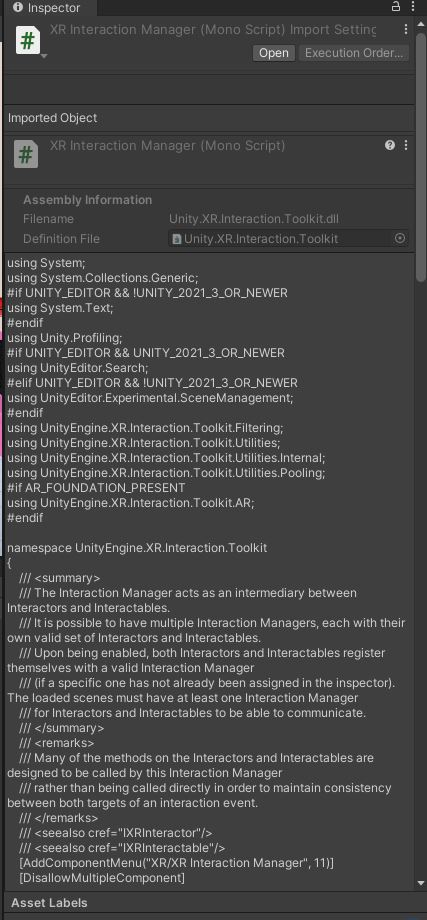 Inspector
XR Interaction Manager (Mono Script) Import Setting
Open
Execution Order...
Imported Object
XR Interaction Manager (Mono Script)
Assembly Information
Filename Unity.XR.Interaction.Toolkit.dll
Definition File Unity.XR.Interaction.Toolkit
using System;
using System.Collections.Generic;
#if UNITY_EDITOR && !UNITY_2021_3_OR_NEWER
using System.Text;
#endif
using Unity.Profiling;
#if UNITY_EDITOR && UNITY_2021_3_OR_NEWER
using UnityEditor.Search;
#elif UNITY_EDITOR && !UNITY_2021_3_OR_NEWER
using UnityEditor.Experimental.SceneManagement;
#endif
using UnityEngine.XR.Interaction.Toolkit.Filtering;
using UnityEngine.XR.Interaction.Toolkit.Utilities;
using UnityEngine.XR.Interaction.Toolkit.Utilities.Internal;
using UnityEngine.XR.Interaction.Toolkit.Utilities.Pooling;
#if AR_FOUNDATION_PRESENT
using UnityEngine.XR.Interaction.Toolkit.AR;
#endif
namespace UnityEngine.XR.Interaction.Toolkit
{
/// <summary>
/// The Interaction Manager acts as an intermediary between
Interactors and Interactables.
/// It is possible to have multiple Interaction Managers, each with their
own valid set of Interactors and Interactables.
/// Upon being enabled, both Interactors and Interactables register
themselves with a valid Interaction Manager
/// (if a specific one has not already been assigned in the inspector).
The loaded scenes must have at least one Interaction Manager
/// for Interactors and Interactables to be able to communicate.
/// </summary>
/// <remarks>
/// Many of the methods on the Interactors and Interactables are
designed to be called by this Interaction Manager
/// rather than being called directly in order to maintain consistency
between both targets of an interaction event.
/// </remarks>
/// <seealso cref="IXRInteractor"/>
/// <seealso cref="IXRInteractable"/>
[AddComponentMenu("XR/XR Interaction Manager", 11)]
[DisallowMultipleComponent]
Asset Labels